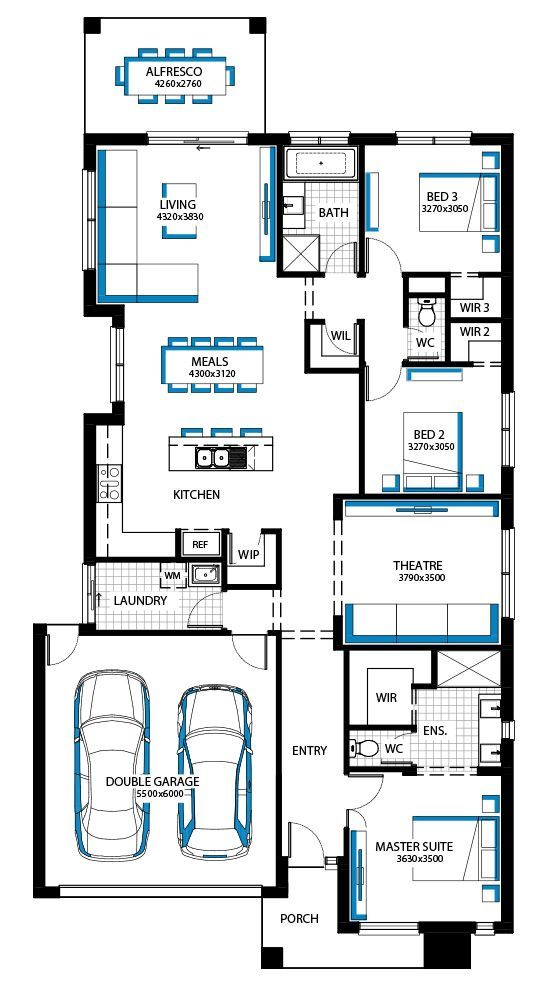 ALFRESCO
4260x2760
LIVING
4320x3830
BATH
BED 3
3270x3050
WIR 3
WIL
WC
WIR 2
MEALS
4300x3120
BED 2
3270x3050
KITCHEN
REF
WIP
THEATRE
3790x3500
WM
LAUNDRY
WIR
ENS.
WC
ENTRY
DOUBLE GARAGE
5500x6000
MASTER SUITE
3630x3500
PORCH